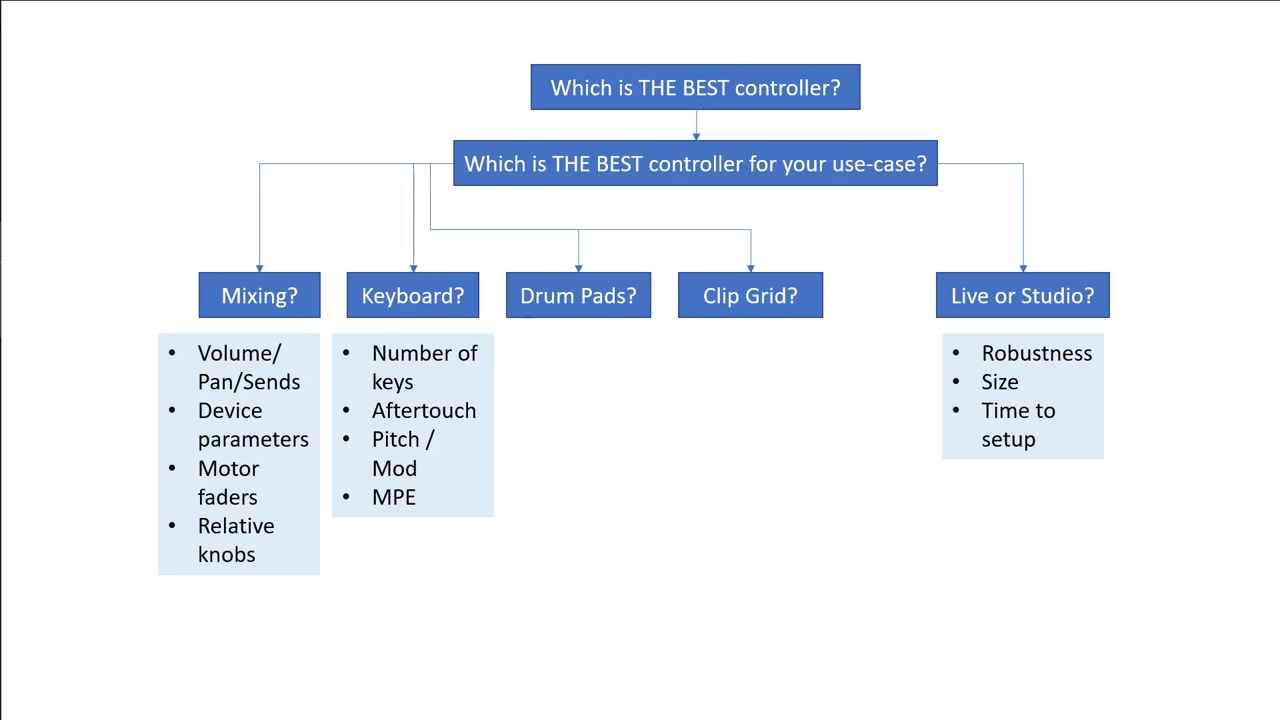 Which is THE BEST controller?
Which is THE BEST controller for your use-case?
Mixing?
Keyboard?
Drum Pads?
Clip Grid?
Live or Studio?
• Volume/
Pan/Sends
• Device
parameters
• Motor
faders
• Relative
knobs
• Number of
keys
• Aftertouch
• Pitch /
Mod
• MPE
• Robustness
• Size
• Time to
setup